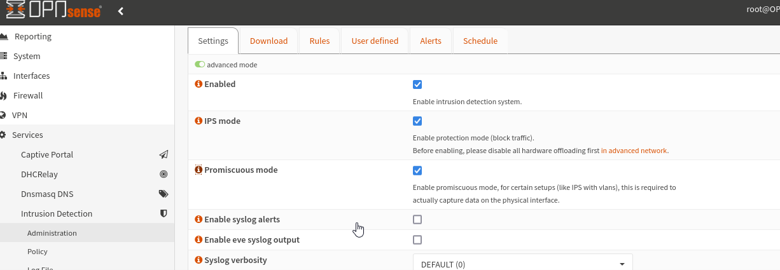 OPNsense
root@OP
Reporting
System
Interfaces
Firewall
VPN
Services
Captive Portal
DHCRelay
Dnsmasq DNS
Intrusion Detection
Administration
Policy
Log File
Settings Download Rules User defined Alerts Schedule
advanced mode
Enabled
Enable intrusion detection system.
IPS mode
Enable protection mode (block traffic).
Before enabling, please disable all hardware offloading first in advanced network.
Promiscuous mode
Enable promiscuous mode, for certain setups (like IPS with vlans), this is required to
actually capture data on the physical interface.
Enable syslog alerts
Enable eve syslog output
Syslog verbosity
DEFAULT (0)